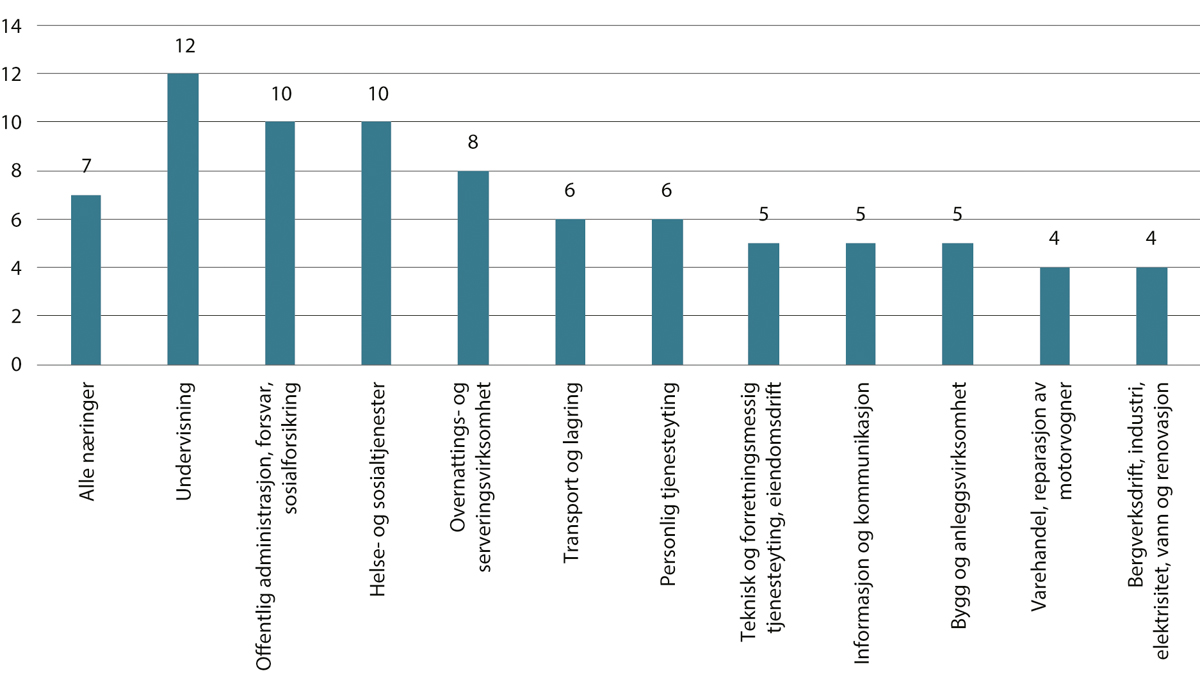 14
12
10
8
6
4
2
0
7
12
10
10
8
6
6
5
5
5
4
4
Alle næringer
Undervisning
Offentlig administrasjon, forsvar,
sosialforsikring
Helse- og sosialtjenester
Overnattings- og
serveringsvirksomhet
Transport og lagring
Personlig tjenesteyting
Teknisk og forretningsmessig
tjenesteyting, eiendomsdrift
Informasjon og kommunikasjon
Bygg og anleggsvirksomhet
Varehandel, reparasjon av
motorvogner
Bergverksdrift, industri,
elektrisitet, vann og renovasjon